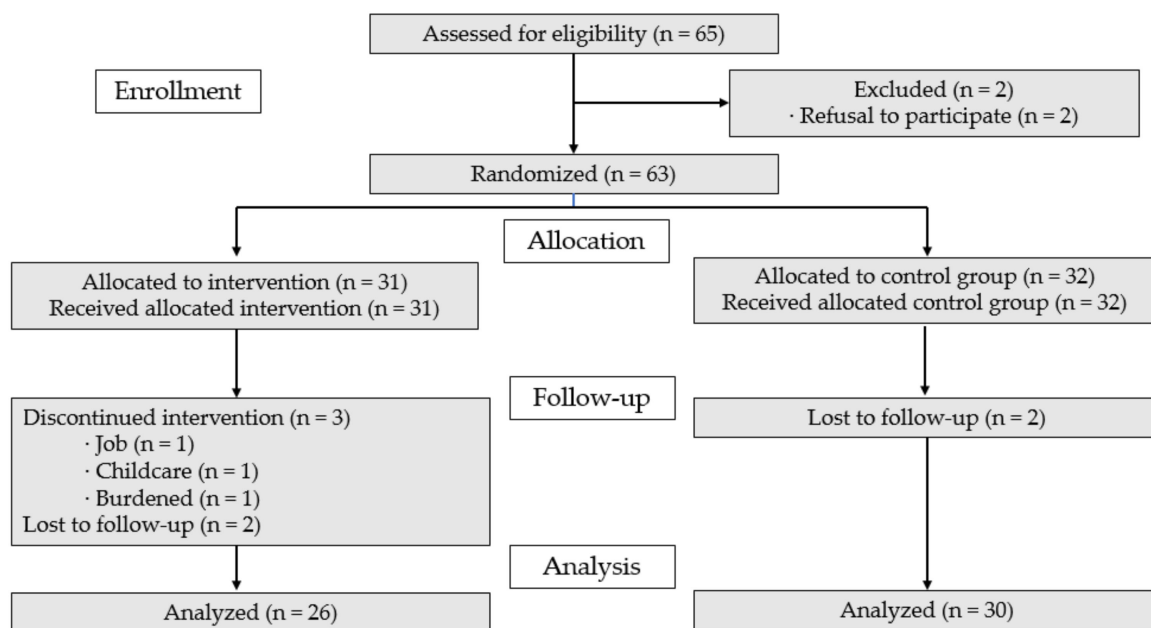 Assessed for eligibility (n = 65)
Enrollment
Excluded (n = 2)
· Refusal to participate (n = 2)
Randomized (n = 63)
Allocation
Allocated to intervention (n = 31)
Received allocated intervention (n = 31)
Allocated to control group (n = 32)
Received allocated control group (n = 32)
Follow-up
Discontinued intervention (n = 3)
· Job (n = 1)
· Childcare (n = 1)
· Burdened (n = 1)
Lost to follow-up (n = 2)
Lost to follow-up (n = 2)
Analysis
Analyzed (n = 26)
Analyzed (n = 30)